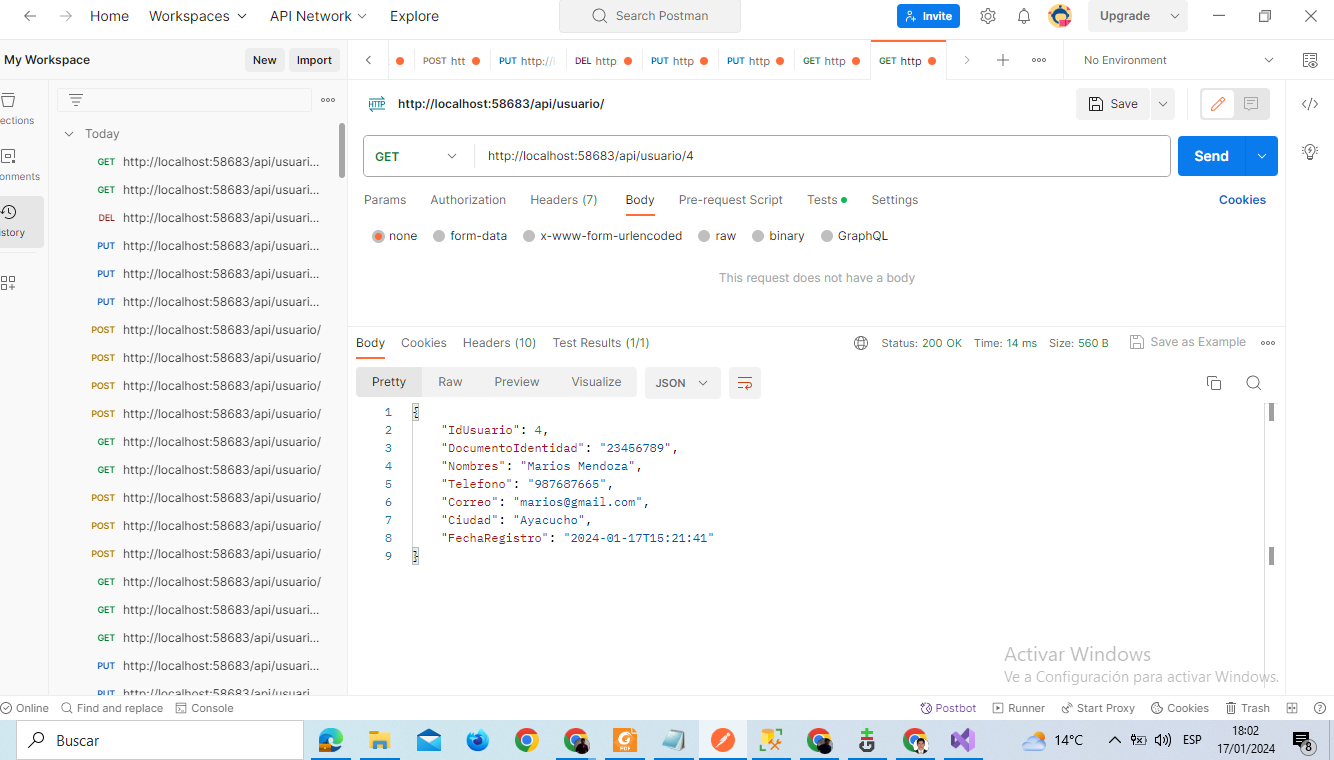 Home Workspaces API Network Explore Search Postman Invite Upgrade
My Workspace New Import POST htt PUT http:// DEL http PUT http PUT http GET http GET http No Environment
HTTP http://localhost:58683/api/usuario/ Save
ections
onments
istory
Today
GET http://localhost:58683/api/usuari...
GET http://localhost:58683/api/usuari...
DEL http://localhost:58683/api/usuari...
PUT http://localhost:58683/api/usuari...
PUT http://localhost:58683/api/usuari...
PUT http://localhost:58683/api/usuari...
POST http://localhost:58683/api/usuario/
POST http://localhost:58683/api/usuario/
POST http://localhost:58683/api/usuario/
POST http://localhost:58683/api/usuario/
GET http://localhost:58683/api/usuario/
GET http://localhost:58683/api/usuario/
POST http://localhost:58683/api/usuario/
POST http://localhost:58683/api/usuario/
POST http://localhost:58683/api/usuario/
GET http://localhost:58683/api/usuario/
GET http://localhost:58683/api/usuari...
GET http://localhost:58683/api/usuari...
PUT http://localhost:58683/api/usuari...
PUT http://localhost:58683/api/usuari
GET http://localhost:58683/api/usuario/4 Send
Params Authorization Headers (7) Body Pre-request Script Tests Settings Cookies
none form-data x-www-form-urlencoded raw binary GraphQL
This request does not have a body
Body Cookies Headers (10) Test Results (1/1) Status: 200 OK Time: 14 ms Size: 560 B Save as Example
Pretty Raw Preview Visualize JSON
1 {
2 "IdUsuario": 4,
3 "DocumentoIdentidad": "23456789",
4 "Nombres": "Marios Mendoza",
5 "Telefono": "987687665",
6 "Correo": "marios@gmail.com",
7 "Ciudad": "Ayacucho",
8 "FechaRegistro": "2024-01-17T15:21:41"
9 }
Activar Windows
Ve a Configuración para activar Windows.
Online Find and replace Console Postbot Runner Start Proxy Cookies Trash
Buscar PDF 14°C ESP 18:02
17/01/2024 8